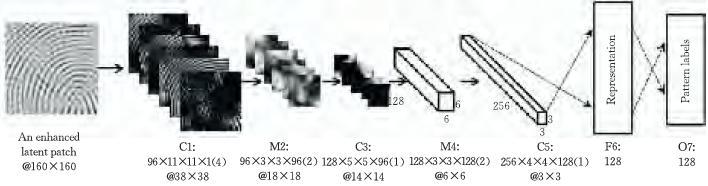 128
6
6
256
3
3
Representation
Pattern labels
An enhanced
latent patch
@160×160
C1:
96×11×11×1(4)
@38×38
M2:
96×3×3×96(2)
@18×18
C3:
128×5×5×96(1)
@14×14
M4:
128×3×3×128(2)
@6×6
C5:
256×4×4×128(1)
@3×3
F6:
128
O7:
128